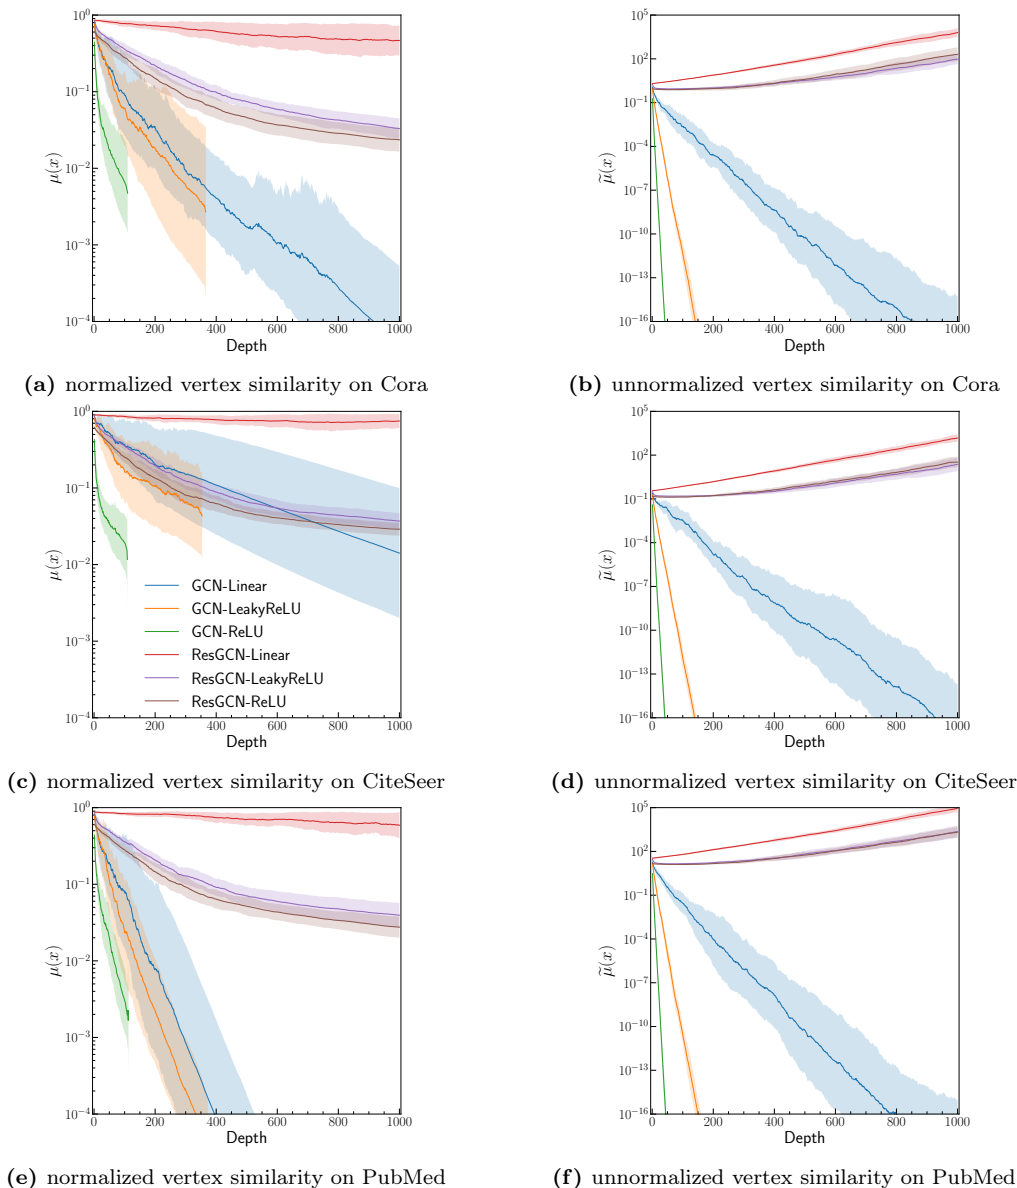 10^0
10^{-1}
10^{-2}
10^{-3}
10^{-4}
μ(x)
0 200 400 600 800 1000
Depth
(a) normalized vertex similarity on Cora
10^5
10^2
10^{-1}
10^{-4}
10^{-7}
10^{-10}
10^{-13}
10^{-16}
μ̃(x)
0 200 400 600 800 1000
Depth
(b) unnormalized vertex similarity on Cora
10^0
10^{-1}
10^{-2}
10^{-3}
10^{-4}
μ(x)
GCN-Linear
GCN-LeakyReLU
GCN-ReLU
ResGCN-Linear
ResGCN-LeakyReLU
ResGCN-ReLU
0 200 400 600 800 1000
Depth
(c) normalized vertex similarity on CiteSeer
10^5
10^2
10^{-1}
10^{-4}
10^{-7}
10^{-10}
10^{-13}
10^{-16}
μ̃(x)
0 200 400 600 800 1000
Depth
(d) unnormalized vertex similarity on CiteSeer
10^0
10^{-1}
10^{-2}
10^{-3}
10^{-4}
μ(x)
0 200 400 600 800 1000
Depth
(e) normalized vertex similarity on PubMed
10^5
10^2
10^{-1}
10^{-4}
10^{-7}
10^{-10}
10^{-13}
10^{-16}
μ̃(x)
0 200 400 600 800 1000
Depth
(f) unnormalized vertex similarity on PubMed